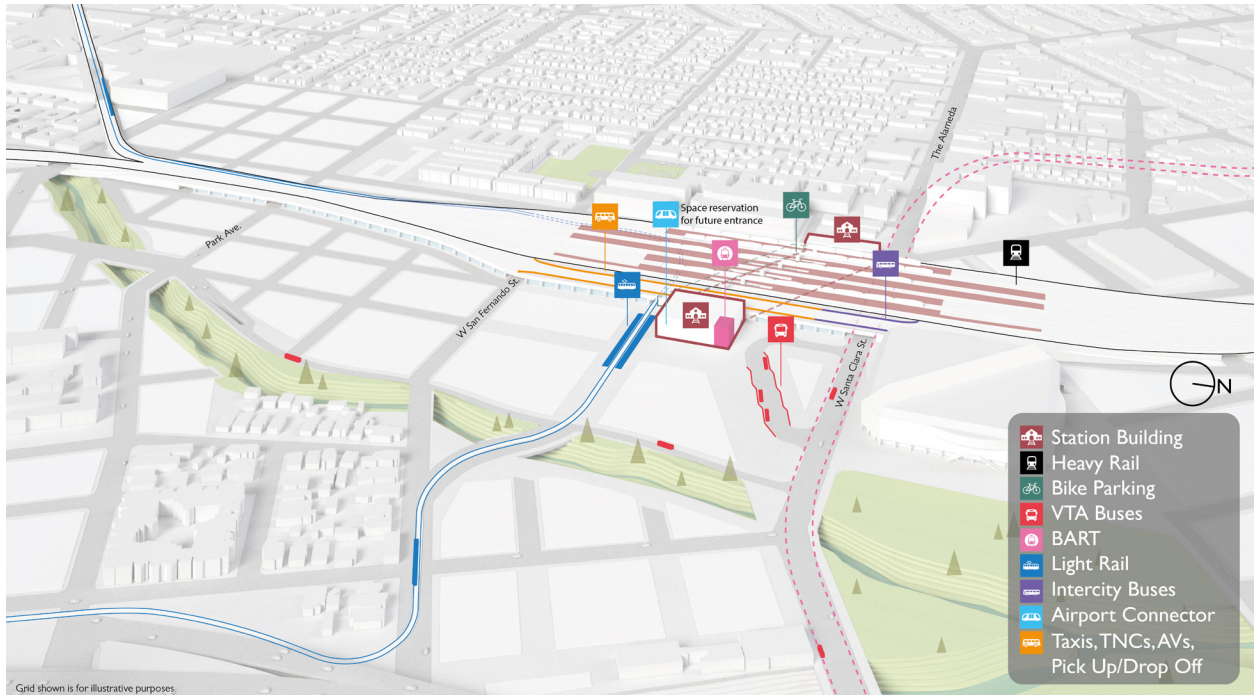 The Alameda
Space reservation
for future entrance
Park Ave.
W San Fernando St.
W Santa Clara St.
N
Station Building
Heavy Rail
Bike Parking
VTA Buses
BART
Light Rail
Intercity Buses
Airport Connector
Taxis, TNCs, AVs,
Pick Up/Drop Off
Grid shown is for illustrative purposes